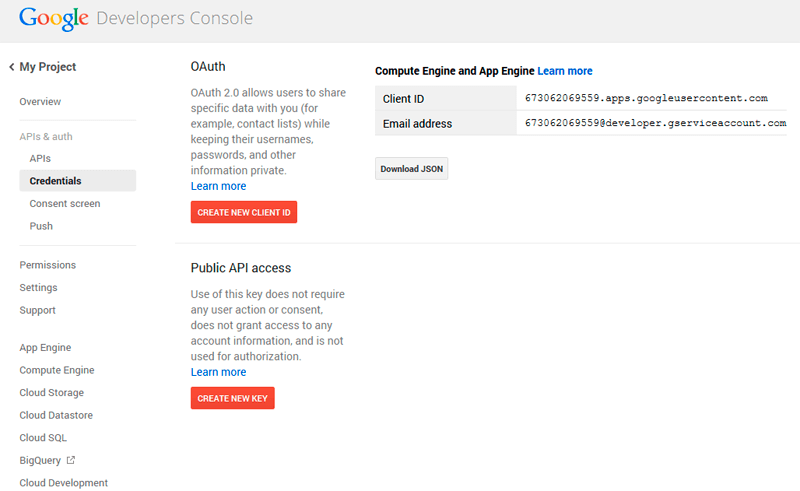 Google Developers Console
My Project
Overview
APIs & auth
APIs
Credentials
Consent screen
Push
Permissions
Settings
Support
App Engine
Compute Engine
Cloud Storage
Cloud Datastore
Cloud SQL
BigQuery
Cloud Development
OAuth
OAuth 2.0 allows users to share
specific data with you (for
example, contact lists) while
keeping their usernames,
passwords, and other
information private.
Learn more
CREATE NEW CLIENT ID
Compute Engine and App Engine Learn more
Client ID 673062069559.apps.googleusercontent.com
Email address 673062069559@developer.gserviceaccount.com
Download JSON
Public API access
Use of this key does not require
any user action or consent,
does not grant access to any
account information, and is not
used for authorization.
Learn more
CREATE NEW KEY